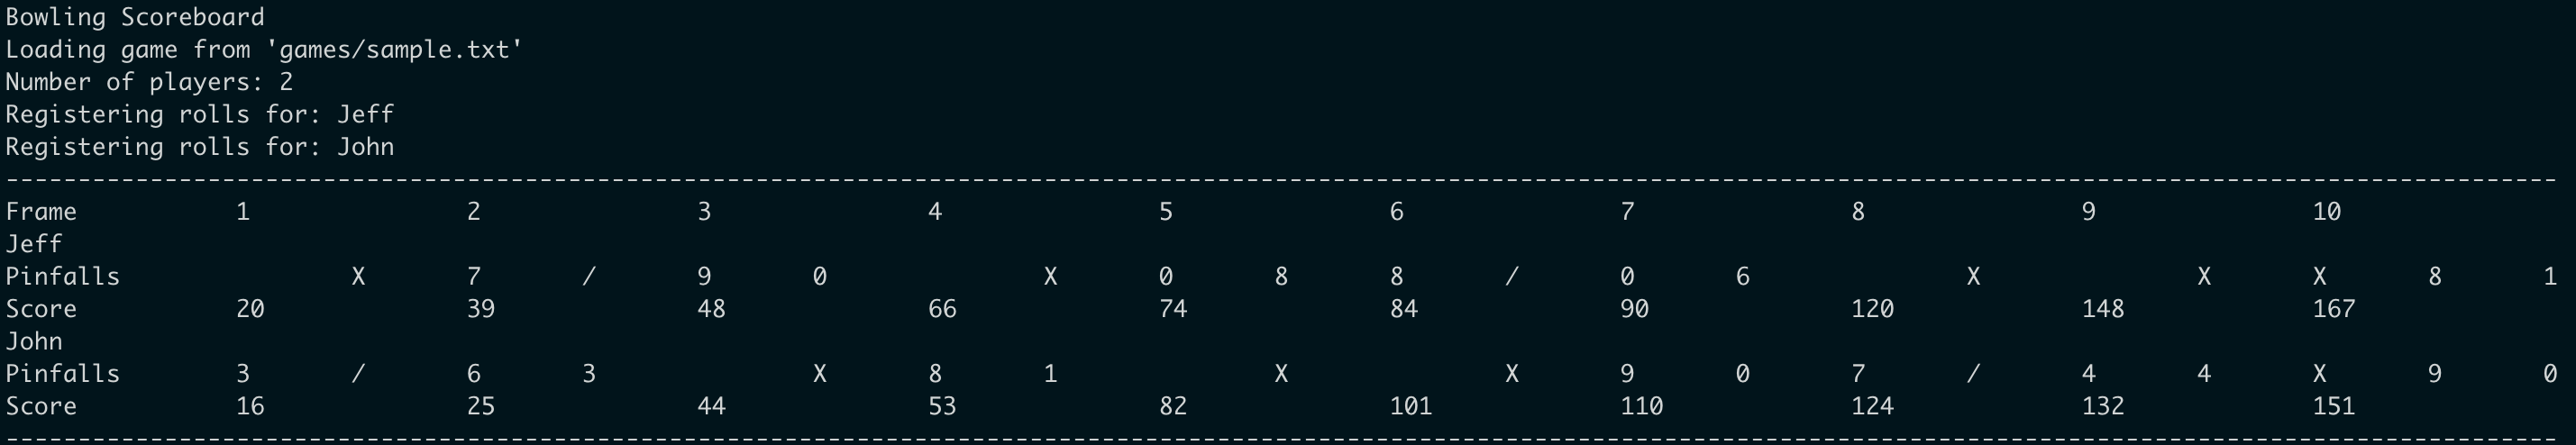 Bowling Scoreboard
Loading game from 'games/sample.txt'
Number of players: 2
Registering rolls for: Jeff
Registering rolls for: John
---------------------------------------------------------------------------------------------------------------------------------------------------------------------------------
Frame		1		2		3		4		5		6		7		8		9		10
Jeff
Pinfalls		X	7	/	9	0		X	0	8	8	/	0	6		X		X	X	8	1
Score		20		39		48		66		74		84		90		120		148		167
John
Pinfalls	3	/	6	3		X	8	1		X		X	9	0	7	/	4	4	X	9	0
Score		16		25		44		53		82		101		110		124		132		151
---------------------------------------------------------------------------------------------------------------------------------------------------------------------------------